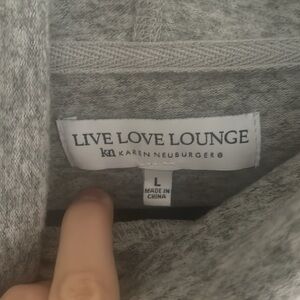 LIVE LOVE LOUNGE
kn KAREN NEUBURGER®
L
MADE IN
CHINA